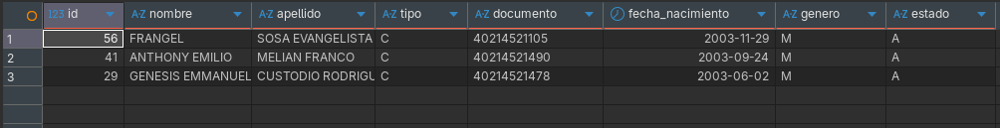 123 id A-Z nombre A-Z apellido A-Z tipo A-Z documento fecha_nacimiento A-Z genero A-Z estado
1 56 FRANGEL SOSA EVANGELISTA C 40214521105 2003-11-29 M A
2 41 ANTHONY EMILIO MELIAN FRANCO C 40214521490 2003-09-24 M A
3 29 GENESIS EMMANUEL CUSTODIO RODRIGU C 40214521478 2003-06-02 M A